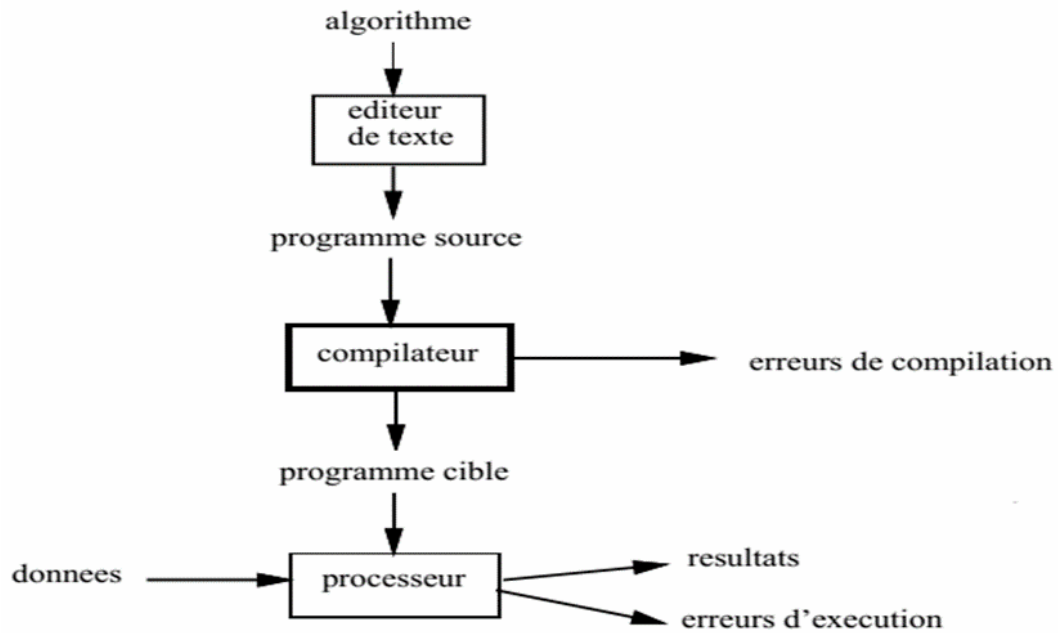 algorithme
editeur
de texte
programme source
compilateur
erreurs de compilation
programme cible
donnees
processeur
resultats
erreurs d'execution